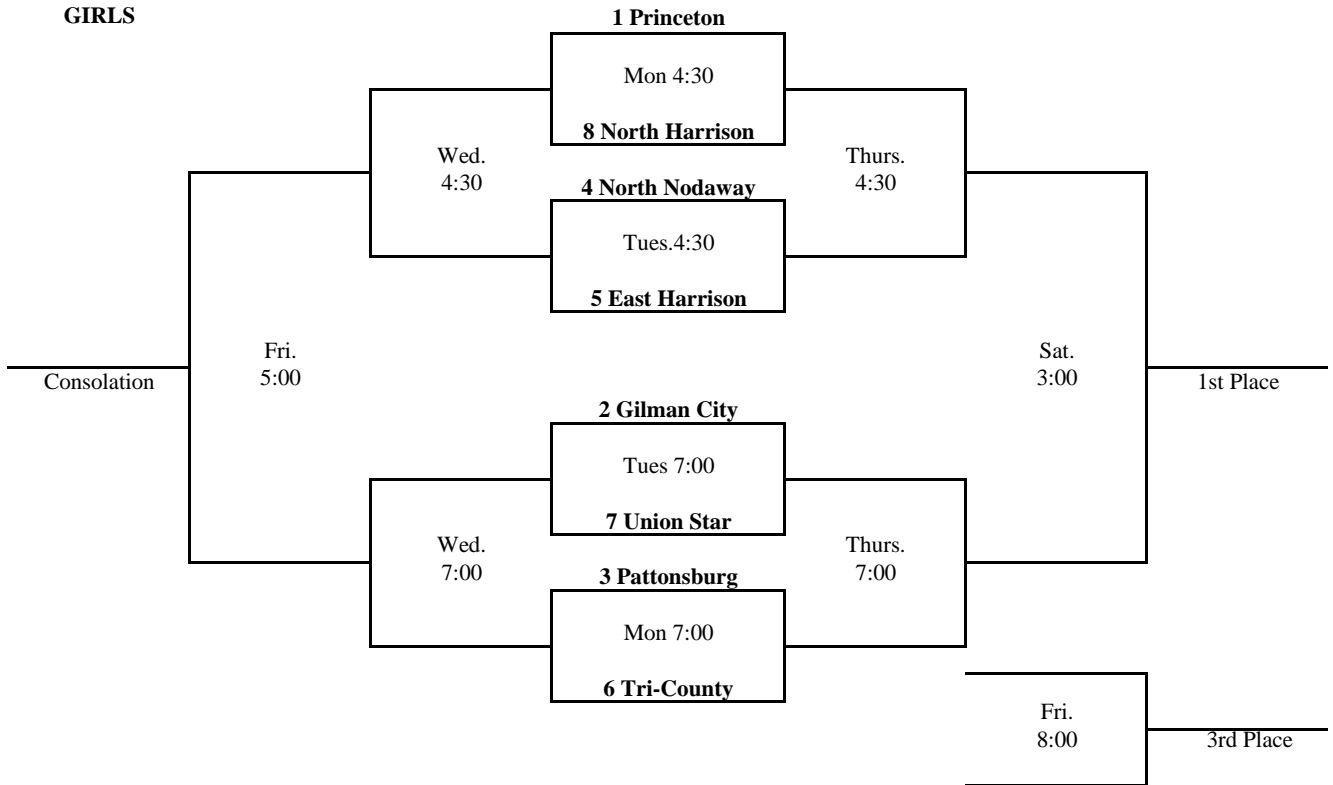 GIRLS
1 Princeton
Mon 4:30
8 North Harrison
Wed.
4:30
Thurs.
4:30
4 North Nodaway
Tues.4:30
5 East Harrison
Fri.
5:00
Sat.
3:00
Consolation
1st Place
2 Gilman City
Tues 7:00
7 Union Star
Wed.
7:00
Thurs.
7:00
3 Pattonsburg
Mon 7:00
6 Tri-County
Fri.
8:00
3rd Place